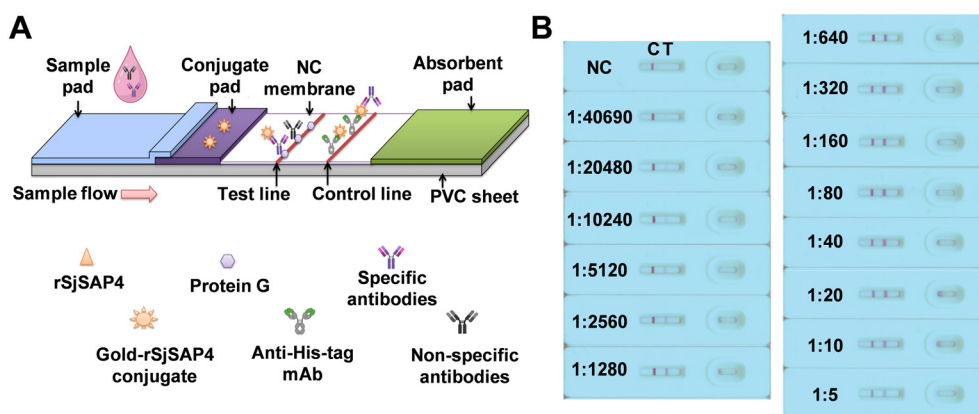 A
Sample
pad
Conjugate
pad
NC
membrane
Absorbent
pad
Sample flow
Test line
Control line
PVC sheet
rSjSAP4
Protein G
Specific
antibodies
Gold-rSjSAP4
conjugate
Anti-His-tag
mAb
Non-specific
antibodies
B
C T
NC
1:40690
1:20480
1:10240
1:5120
1:2560
1:1280
1:640
1:320
1:160
1:80
1:40
1:20
1:10
1:5